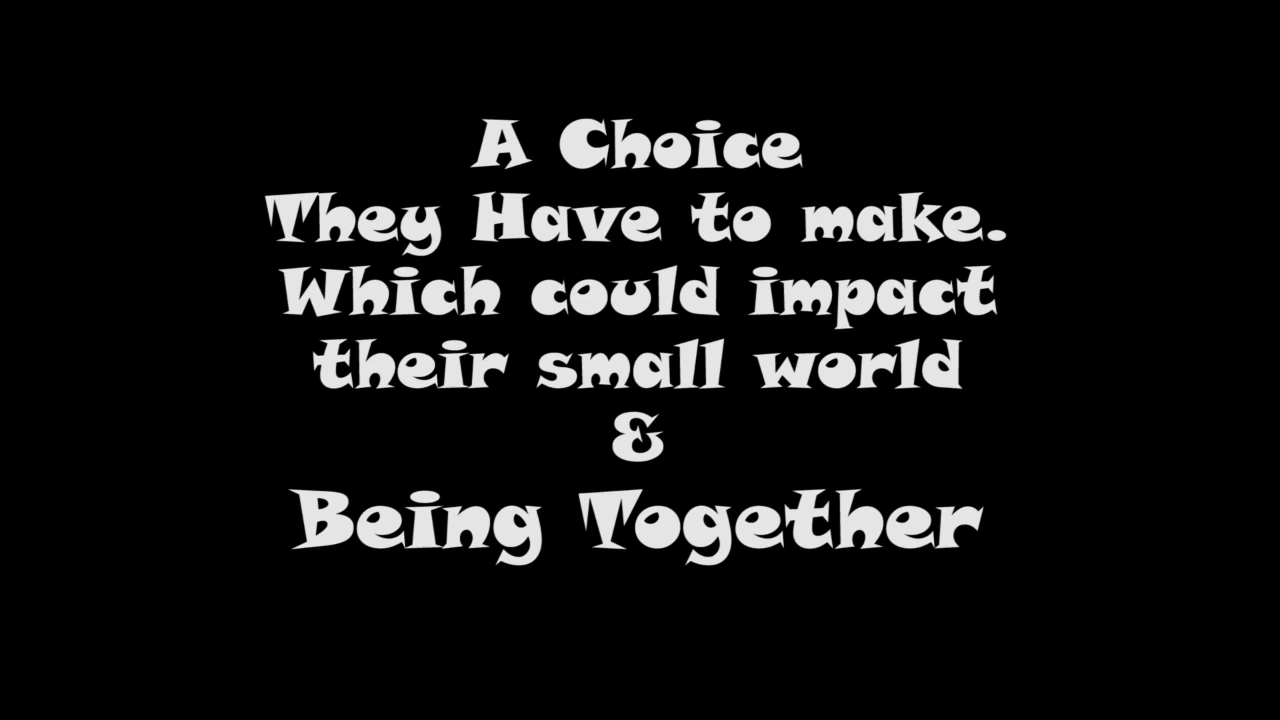 A Choice
They Have to make.
Which could impact
their small world
&
Being Together